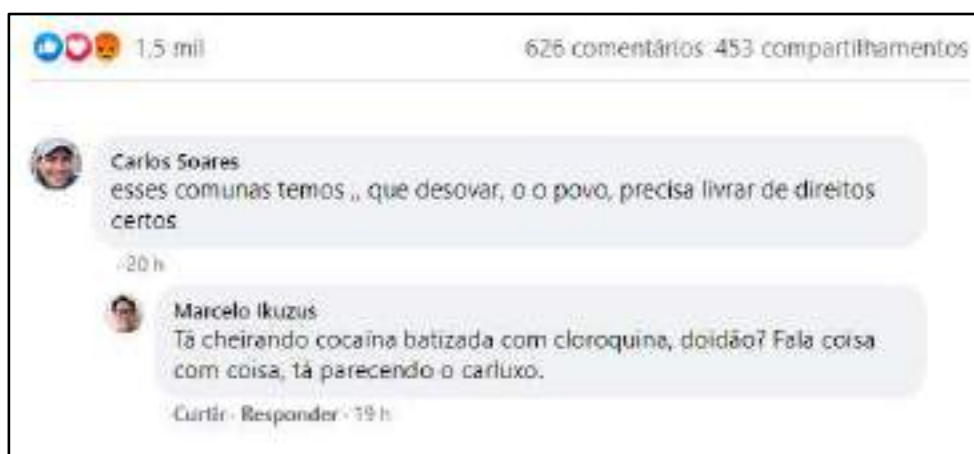 1,5 mil 626 comentários 453 compartilhamentos
Carlos Soares
esses comunas temos ,, que desovar, o o povo, precisa livrar de direitos
certos
20 h
Marcelo Ikuzus
Tá cheirando cocaína batizada com cloroquina, doidão? Fala coisa
com coisa, tá parecendo o carluxo.
Curtir · Responder · 19 h